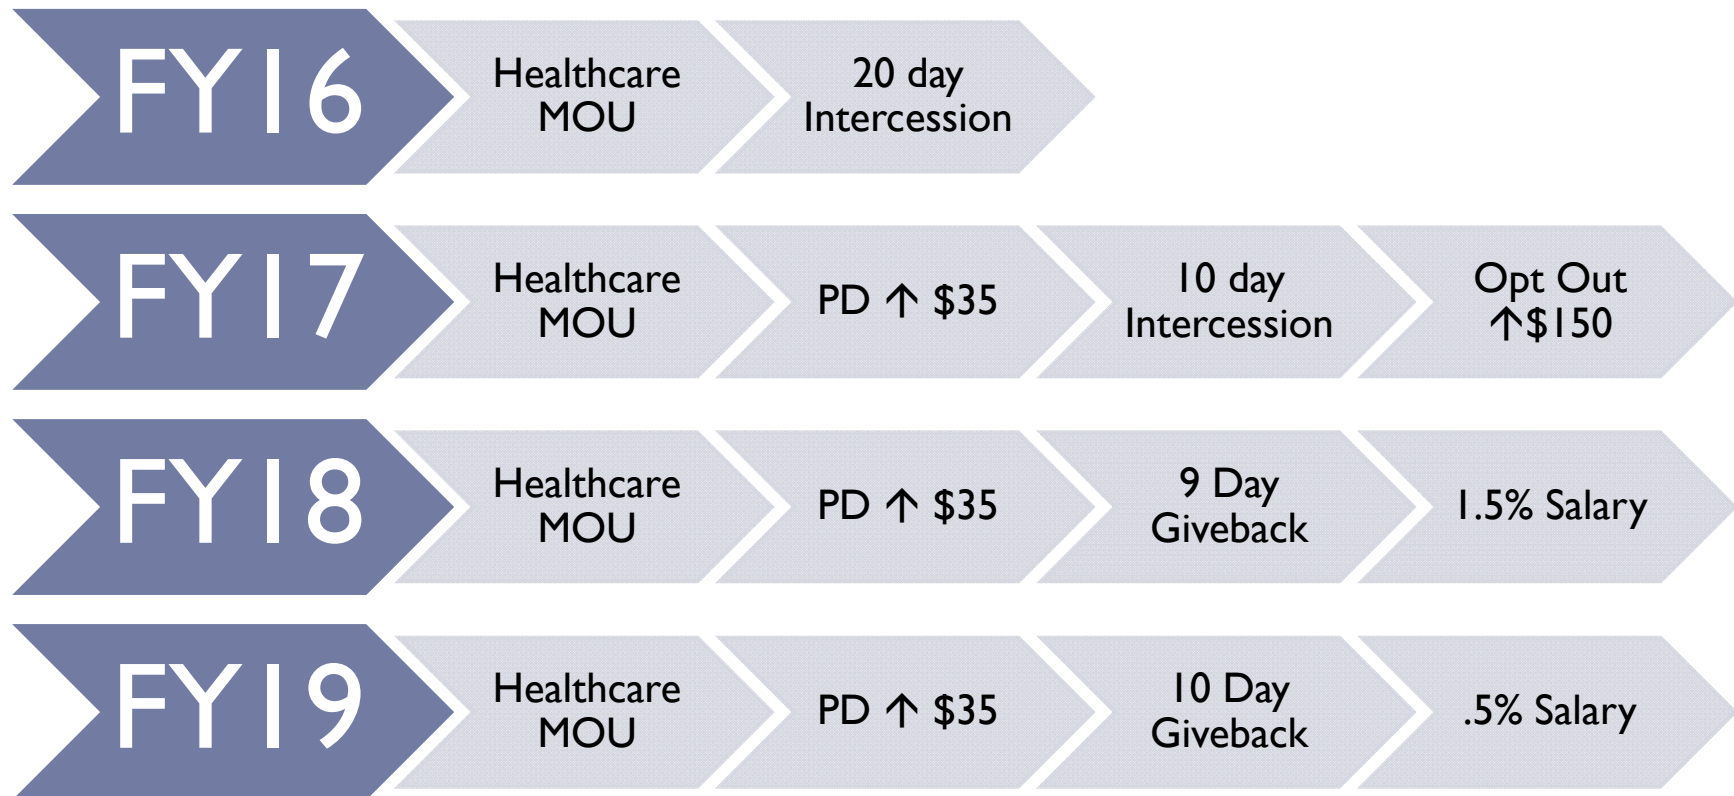 FY16
Healthcare
MOU
20 day
Intercession
FY17
Healthcare
MOU
PD ↑ $35
10 day
Intercession
Opt Out
↑$150
FY18
Healthcare
MOU
PD ↑ $35
9 Day
Giveback
1.5% Salary
FY19
Healthcare
MOU
PD ↑ $35
10 Day
Giveback
.5% Salary